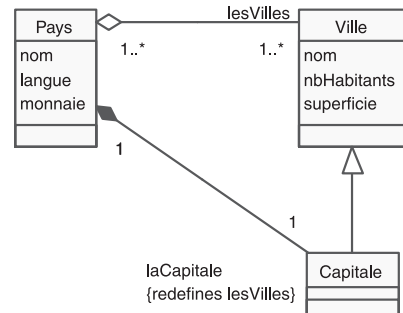 Pays
nom
langue
monnaie
lesVilles
1..*
1..*
Ville
nom
nbHabitants
superficie
1
1
laCapitale
{redefines lesVilles}
Capitale